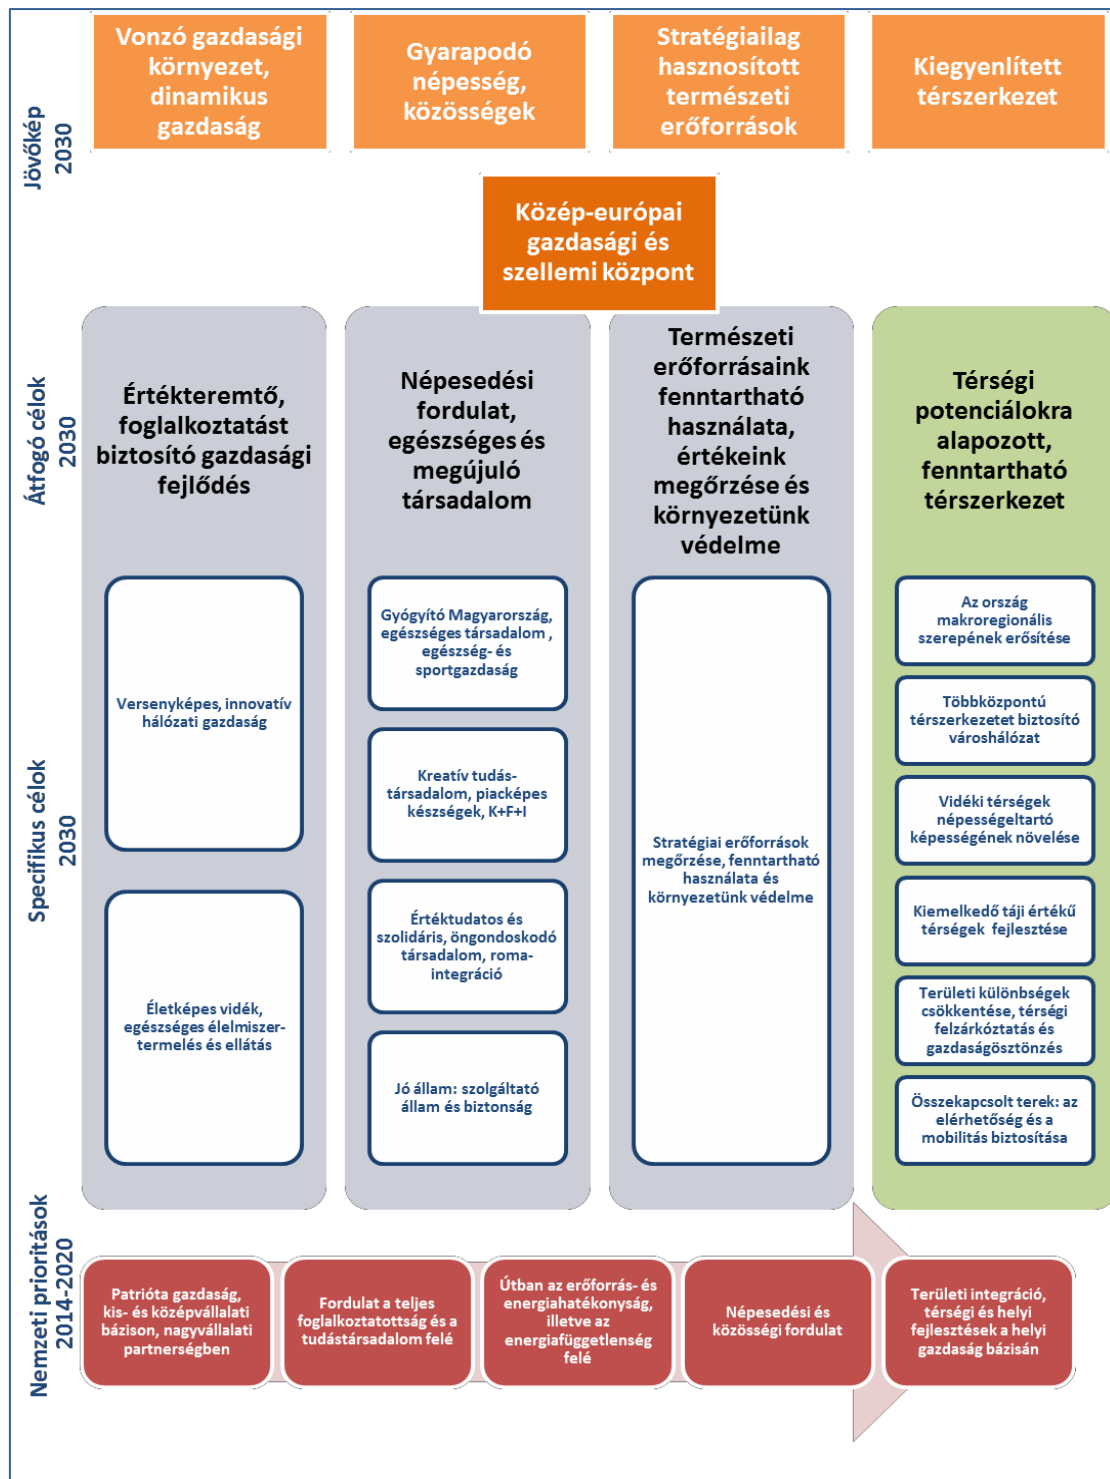 Jövőkép
2030
Vonzó gazdasági
környezet,
dinamikus
gazdaság
Gyarapodó
népesség,
közösségek
Stratégiailag
hasznosított
természeti
erőforrások
Kiegyenlített
térszerkezet
Közép-európai
gazdasági és
szellemi központ
Átfogó célok
2030
Értékteremtő,
foglalkoztatást
biztosító gazdasági
fejlődés
Népesedési
fordulat,
egészséges és
megújuló
társadalom
Természeti
erőforrásaink
fenntartható
használata,
értékeink
megőrzése és
környezetünk
védelme
Térségi
potenciálokra
alapozott,
fenntartható
térszerkezet
Specifikus célok
2030
Versenyképes, innovatív
hálózati gazdaság
Életképes vidék,
egészséges élelmiszer-
termelés és ellátás
Gyógyító Magyarország,
egészséges társadalom ,
egészség- és
sportgazdaság
Kreatív tudás-
társadalom, piacképes
készségek, K+F+I
Értéktudatos és
szolidáris, öngondoskodó
társadalom, roma-
integráció
Jó állam: szolgáltató
állam és biztonság
Stratégiai erőforrások
megőrzése, fenntartható
használata és
környezetünk védelme
Az ország
makroregionális
szerepének erősítése
Többközpontú
térszerkezetet biztosító
városhálózat
Vidéki térségek
népességeltartó
képességének növelése
Kiemelkedő táji értékű
térségek fejlesztése
Területi különbségek
csökkentése, térségi
felzárkóztatás és
gazdaságösztönzés
Összekapcsolt terek: az
elérhetőség és a
mobilitás biztosítása
Nemzeti prioritások
2014-2020
Patrióta gazdaság,
kis- és középvállalati
bázison, nagyvállalati
partnerségben
Fordulat a teljes
foglalkoztatottság és a
tudástársadalom felé
Útban az erőforrás- és
energiahatékonyság,
illetve az
energiafüggetlenség
felé
Népesedési és
közösségi fordulat
Területi integráció,
térségi és helyi
fejlesztések a helyi
gazdaság bázisán